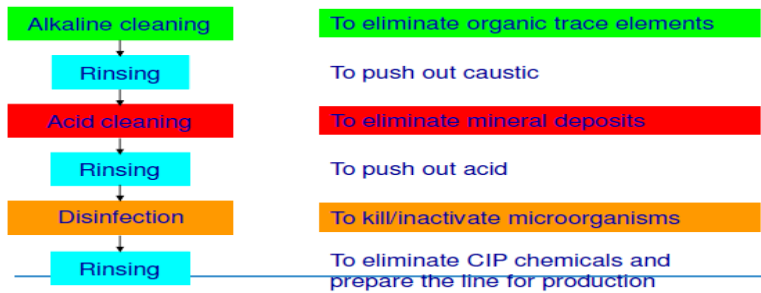 Alkaline cleaning To eliminate organic trace elements
Rinsing To push out caustic
Acid cleaning To eliminate mineral deposits
Rinsing To push out acid
Disinfection To kill/inactivate microorganisms
Rinsing To eliminate CIP chemicals and
prepare the line for production